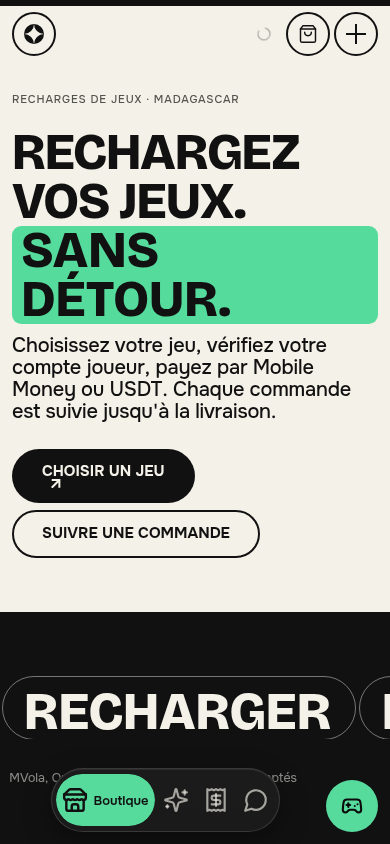 RECHARGES DE JEUX · MADAGASCAR
RECHARGEZ
VOS JEUX.
SANS
DÉTOUR.
Choisissez votre jeu, vérifiez votre
compte joueur, payez par Mobile
Money ou USDT. Chaque commande
est suivie jusqu'à la livraison.
CHOISIR UN JEU
SUIVRE UNE COMMANDE
RECHARGER
MVola,
Boutique